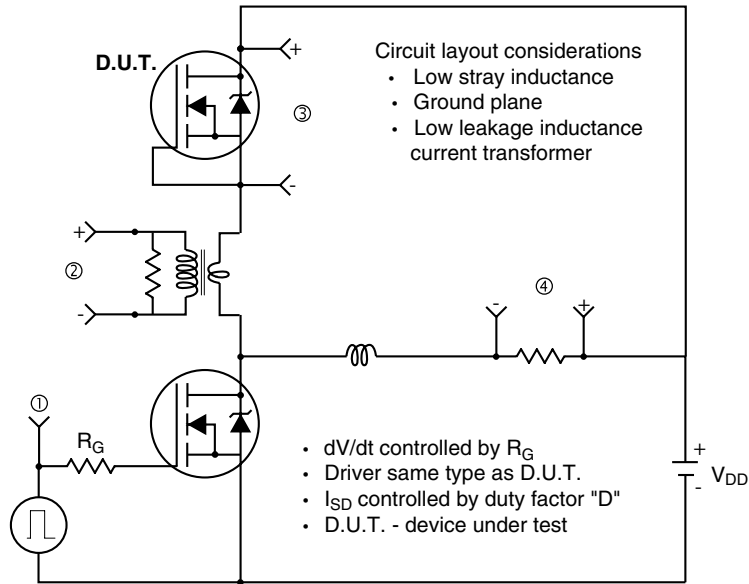 D.U.T.
+
③
-
Circuit layout considerations
• Low stray inductance
• Ground plane
• Low leakage inductance
current transformer
+
②
-
-
④
+
①
R_G
• dV/dt controlled by R_G
• Driver same type as D.U.T.
• I_SD controlled by duty factor "D"
• D.U.T. - device under test
+
V_DD
-